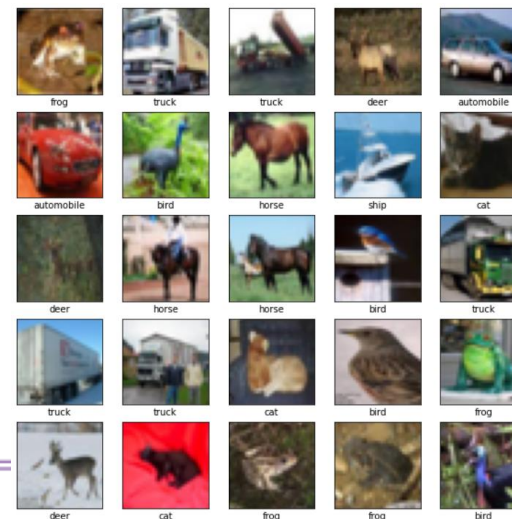 frog truck truck deer automobile
automobile bird horse ship cat
deer horse horse bird truck
truck truck cat bird frog
deer cat frog frog bird